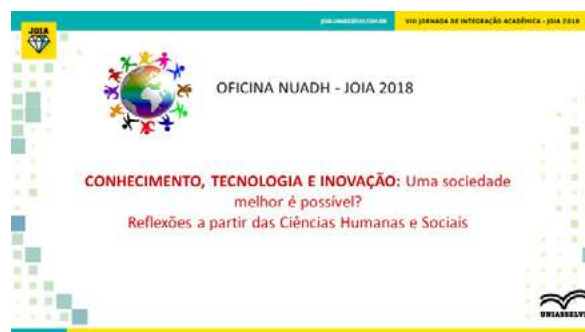 JOIA.UNIASSELVI.COM.BR
VIII JORNADA DE INTEGRAÇÃO ACADÊMICA - JOIA 2018
JOIA
OFICINA NUADH - JOIA 2018
CONHECIMENTO, TECNOLOGIA E INOVAÇÃO: Uma sociedade
melhor é possível?
Reflexões a partir das Ciências Humanas e Sociais
UNIASSELVI